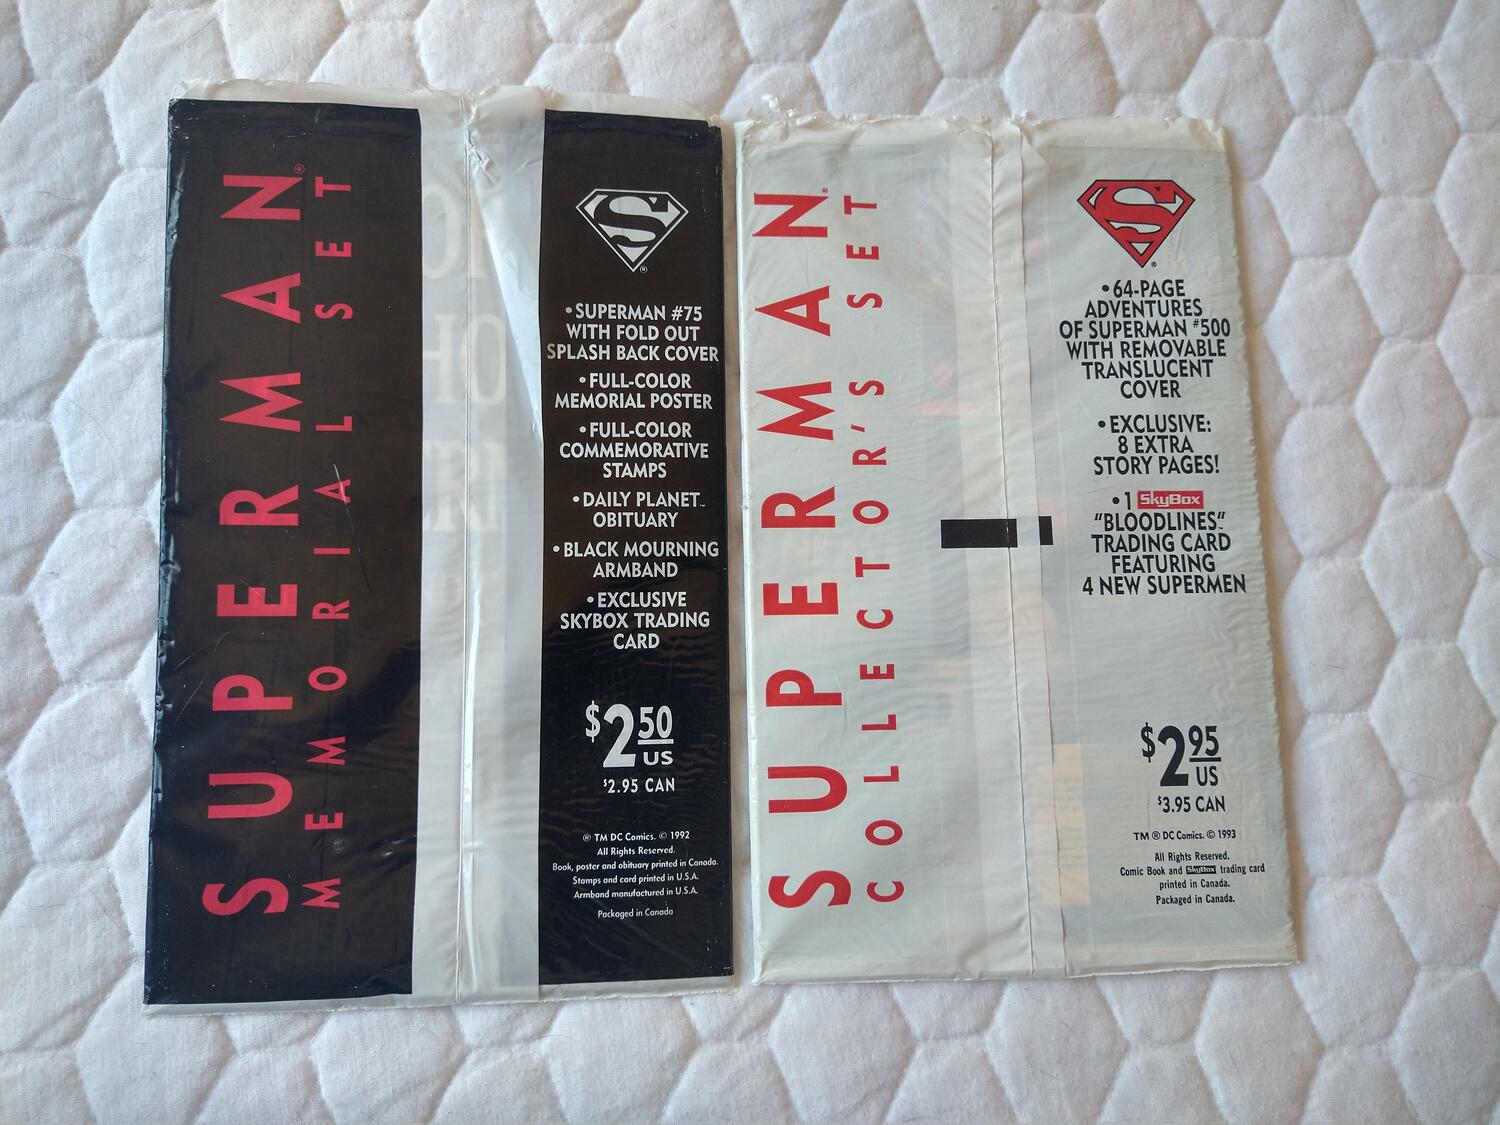 SUPERMAN®
MEMORIAL SET
S
®
•SUPERMAN #75
WITH FOLD OUT
SPLASH BACK COVER
•FULL-COLOR
MEMORIAL POSTER
•FULL-COLOR
COMMEMORATIVE
STAMPS
•DAILY PLANET™
OBITUARY
•BLACK MOURNING
ARMBAND
•EXCLUSIVE
SKYBOX TRADING
CARD
$2.50
US
$2.95 CAN
® TM DC Comics. © 1992
All Rights Reserved.
Book, poster and obituary printed in Canada.
Stamps and card printed in U.S.A.
Armband manufactured in U.S.A.
Packaged in Canada
SUPERMAN®
COLLECTOR'S SET
S
®
•64-PAGE
ADVENTURES
OF SUPERMAN #500
WITH REMOVABLE
TRANSLUCENT
COVER
•EXCLUSIVE:
8 EXTRA
STORY PAGES!
•1 SkyBox
"BLOODLINES"™
TRADING CARD
FEATURING
4 NEW SUPERMEN
$2.95
US
$3.95 CAN
TM ® DC Comics. © 1993
All Rights Reserved.
Comic Book and SkyBox trading card
printed in Canada.
Packaged in Canada.